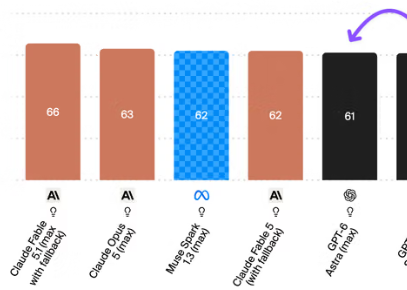 66
63
62
62
61
Claude Fable
5.1 (max
with fallback)
Claude Opus
5 (max)
Muse Spark
1.3 (max)
Claude Fable 5
(with fallback)
GPT-6
Astra (max)